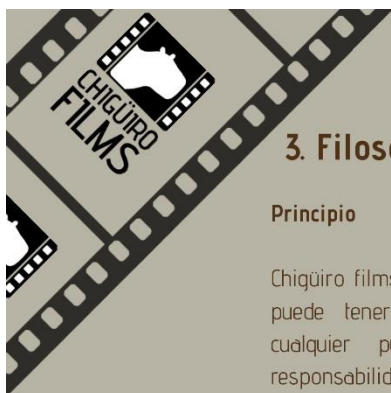 CHIGÜIRO
FILMS
3. Filos
Principio
Chigüiro films
puede tener
cualquier
responsabilid